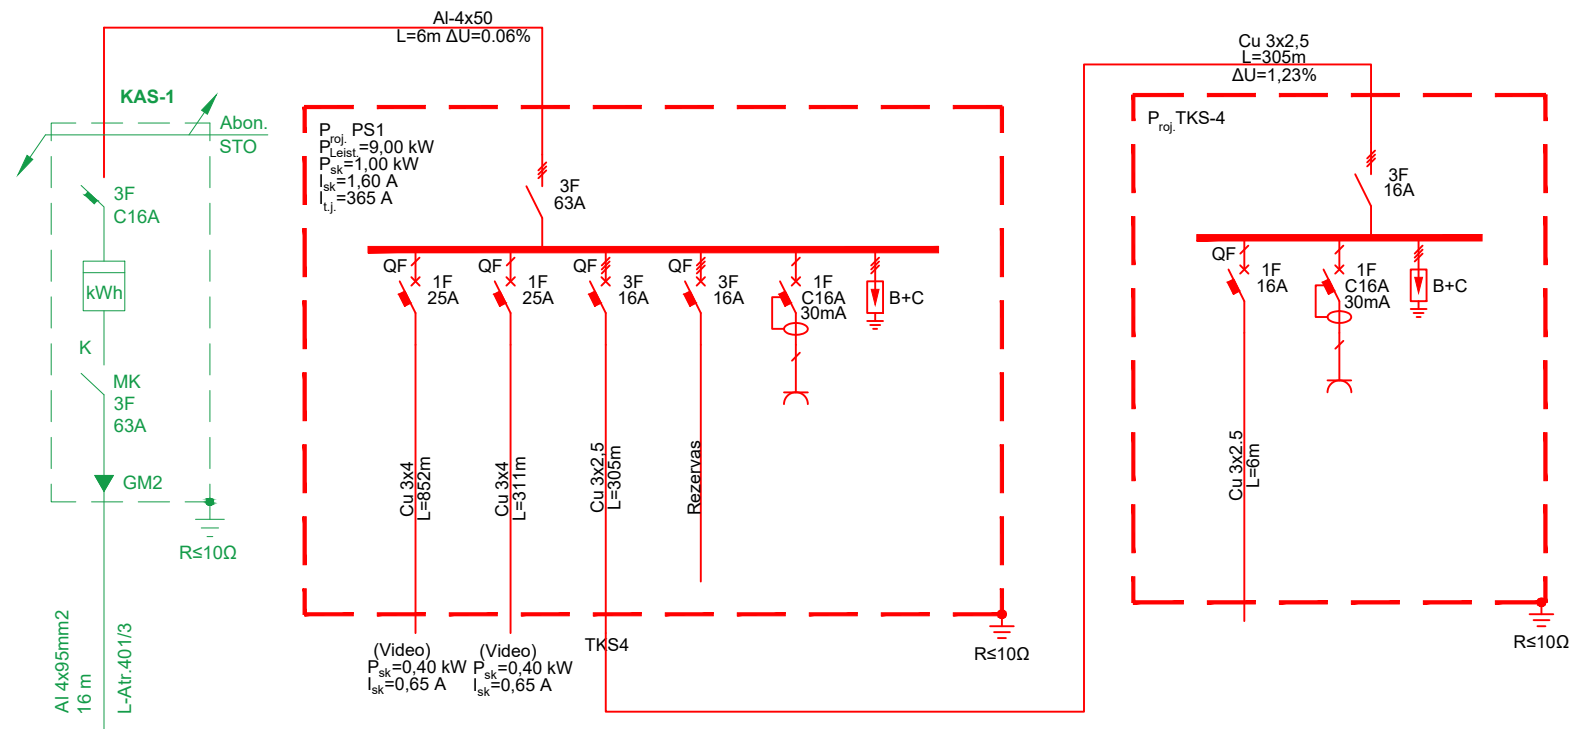 Al-4x50
L=6m ΔU=0.06%
KAS-1
Abon.
STO
3F
C16A
kWh
K
MK
3F
63A
GM2
R≤10Ω
Al 4x95mm2
16 m
L-Atr.401/3
Proj. PS1
PLeist.=9,00 kW
Psk=1,00 kW
Isk=1,60 A
It.j.=365 A
3F
63A
QF
1F
25A
QF
1F
25A
QF
3F
16A
QF
3F
16A
1F
C16A
30mA
B+C
Cu 3x4
L=852m
Cu 3x4
L=311m
Cu 3x2,5
L=305m
Rezervas
(Video)
Psk=0,40 kW
Isk=0,65 A
(Video)
Psk=0,40 kW
Isk=0,65 A
TKS4
R≤10Ω
Cu 3x2,5
L=305m
ΔU=1,23%
Proj.TKS-4
3F
16A
QF
1F
16A
1F
C16A
30mA
B+C
Cu 3x2.5
L=6m
R≤10Ω